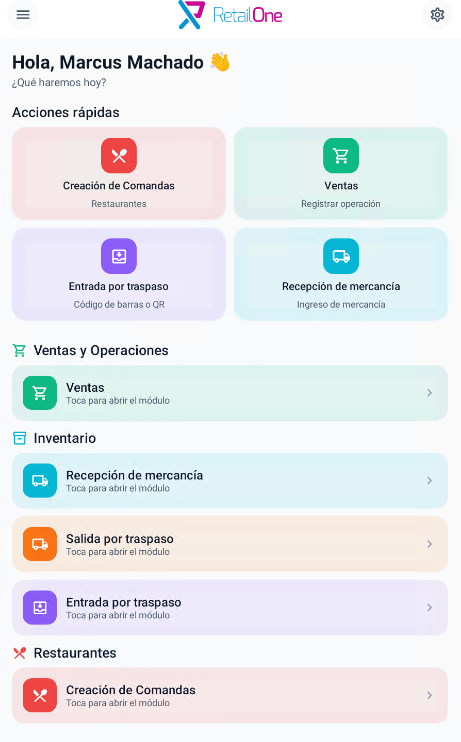 RetailOne
Hola, Marcus Machado 👋
¿Qué haremos hoy?
Acciones rápidas
Creación de Comandas
Restaurantes
Ventas
Registrar operación
Entrada por traspaso
Código de barras o QR
Recepción de mercancía
Ingreso de mercancía
Ventas y Operaciones
Ventas
Toca para abrir el módulo
Inventario
Recepción de mercancía
Toca para abrir el módulo
Salida por traspaso
Toca para abrir el módulo
Entrada por traspaso
Toca para abrir el módulo
Restaurantes
Creación de Comandas
Toca para abrir el módulo